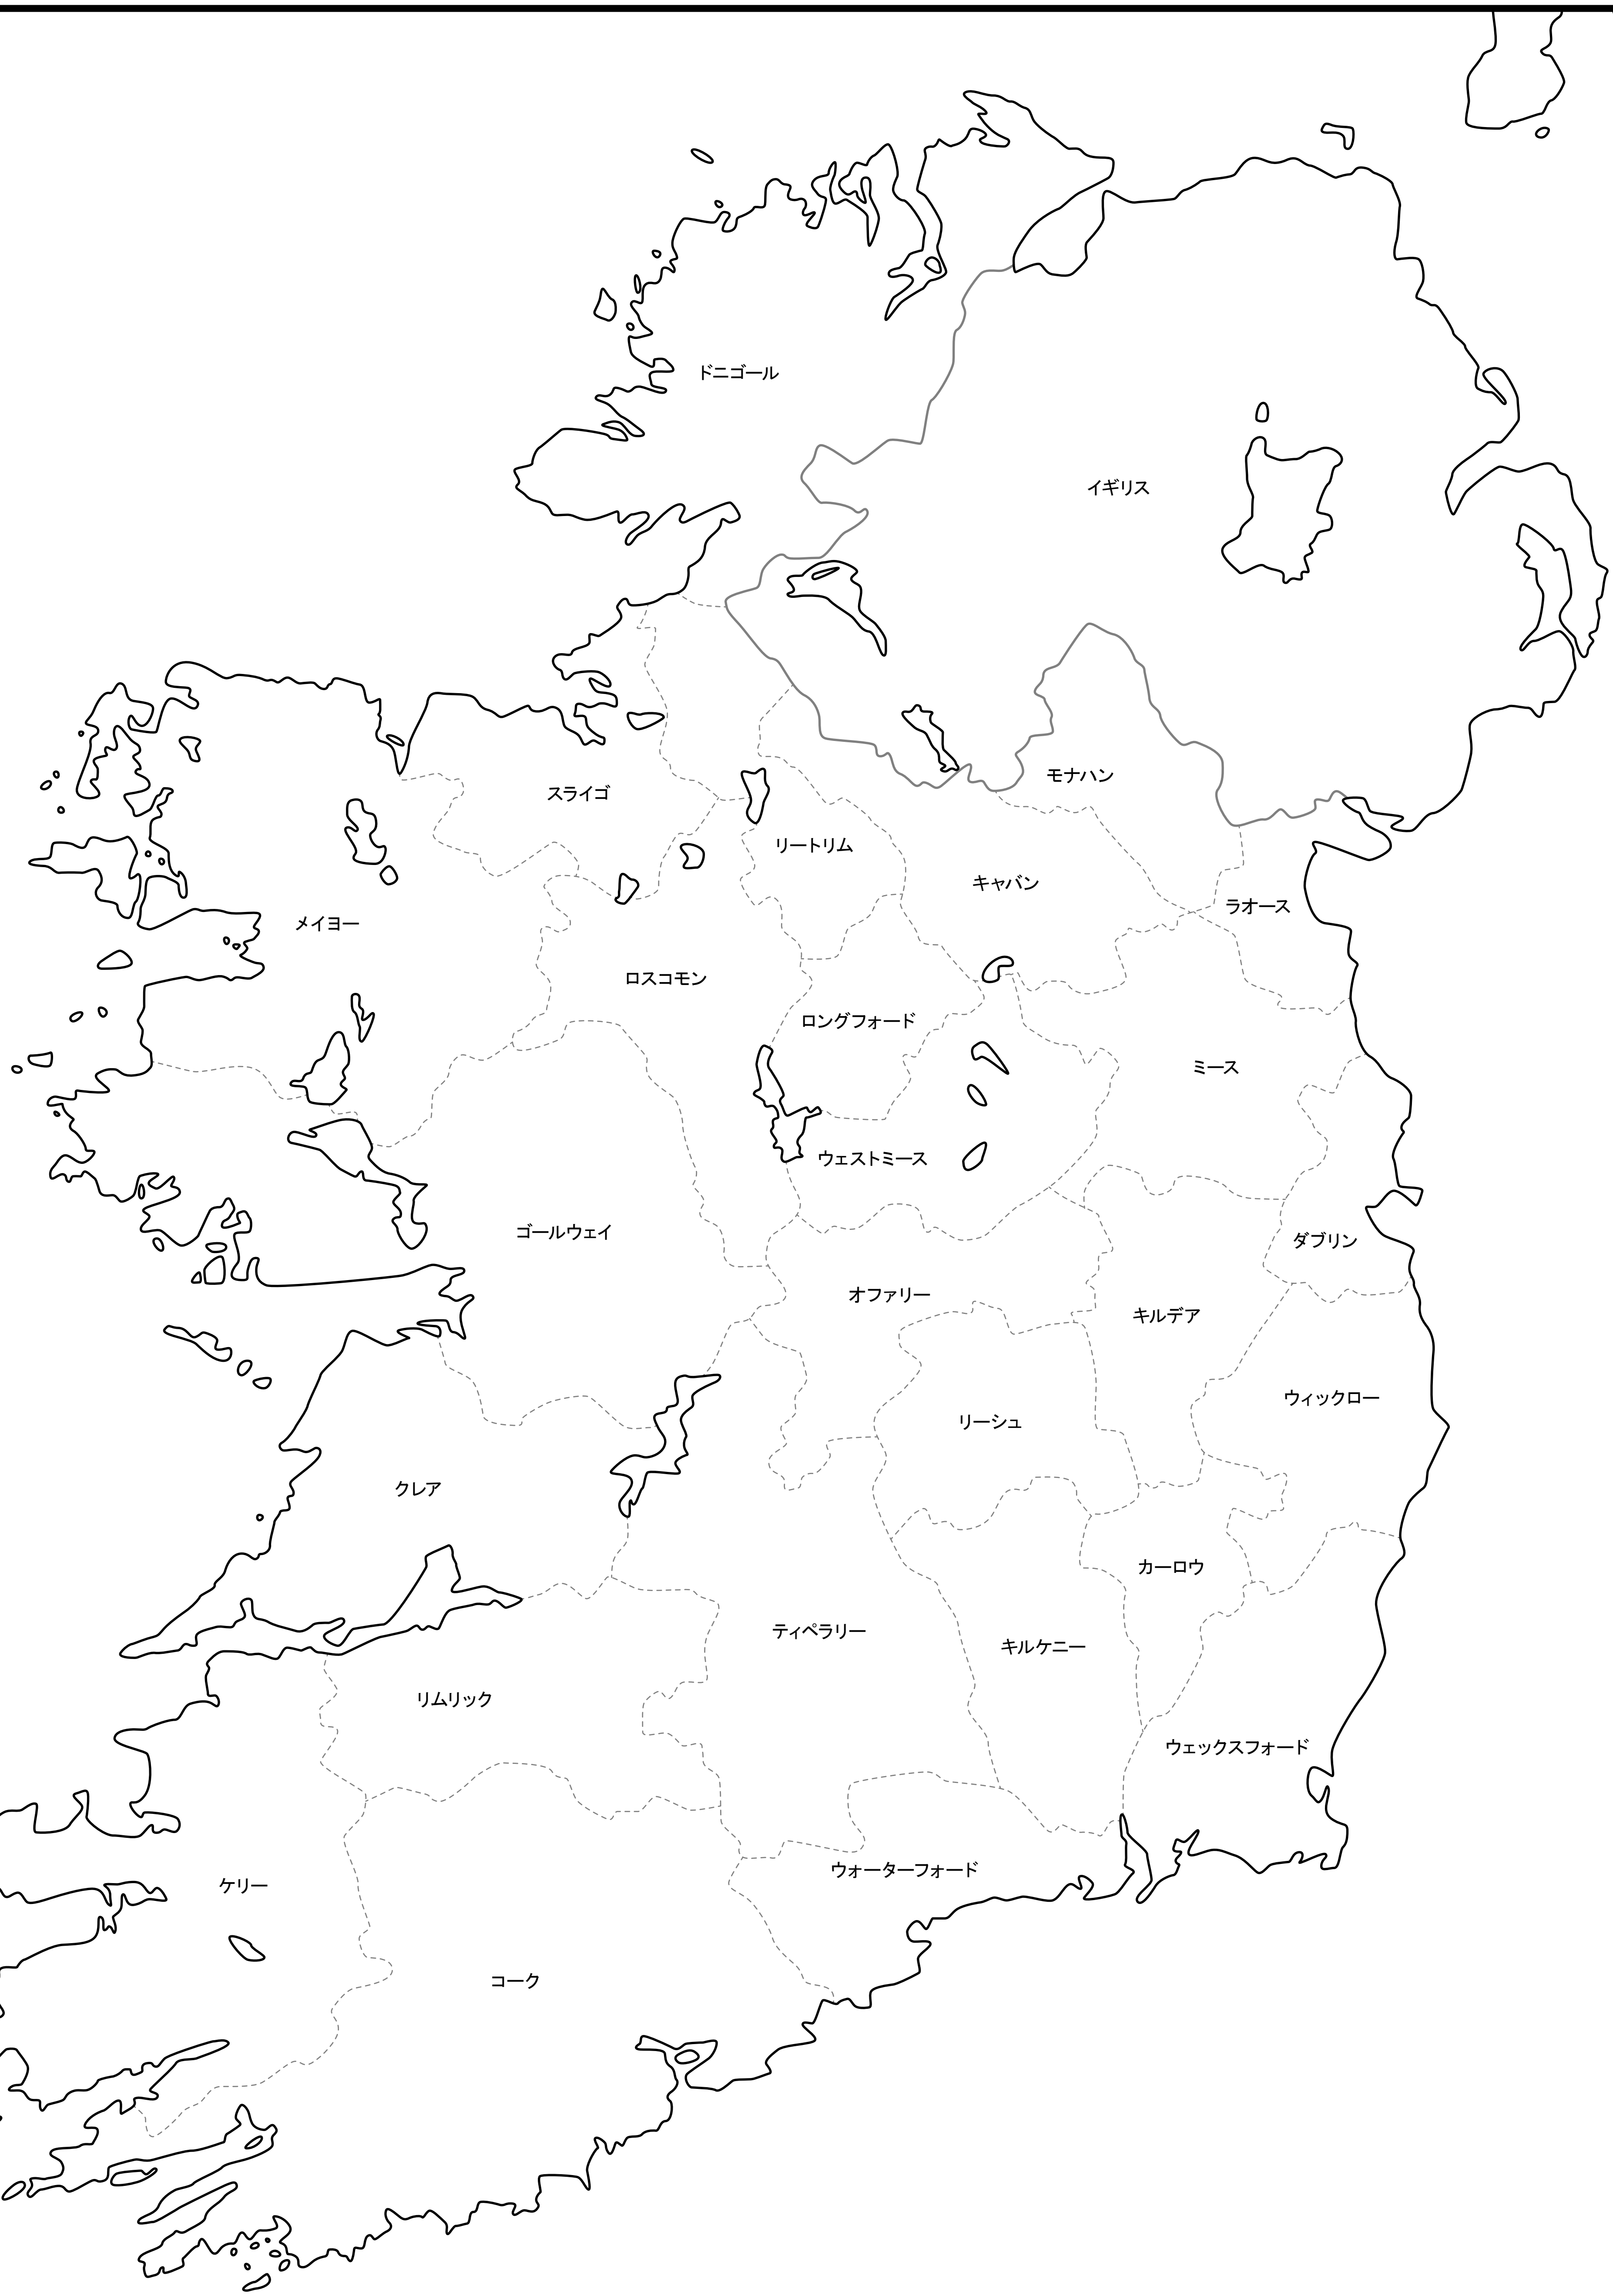 ドニゴール
イギリス
モナハン
スライゴ
リートリム
キャバン
ラオース
メイヨー
ロスコモン
ロングフォード
ミース
ウェストミース
ゴールウェイ
ダブリン
オファリー
キルデア
ウィックロー
リーシュ
クレア
カーロウ
ティペラリー
キルケニー
リムリック
ウェックスフォード
ウォーターフォード
ケリー
コーク